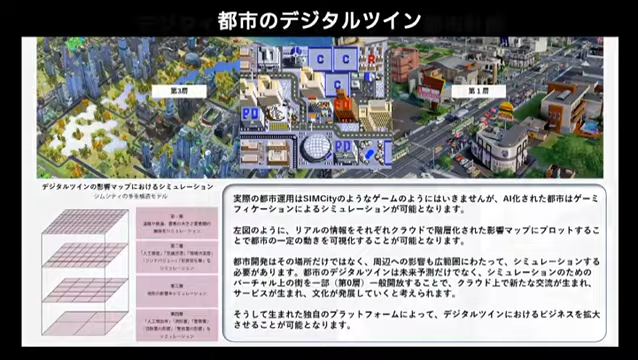 都市のデジタルツイン
第3層
第1層
C
C
C
R
PD
PD
デジタルツインの影響マップにおけるシミュレーション
シムシティの多重構造モデル
第一層
第二層
シミュレーション
第三層
第四層
シミュレーション
実際の都市運用はSIMCityのようなゲームのようにはいきませんが、AI化された都市はゲーミ
フィケーションによるシミュレーションが可能となります。
左図のように、リアルの情報をそれぞれクラウドで階層化された影響マップにプロットすること
で都市の一定の動きを可視化することが可能となります。
都市開発はその場所だけではなく、周辺への影響も広範囲にわたって、シミュレーションする
必要があります。都市のデジタルツインは未来予測だけでなく、シミュレーションのための
バーチャル上の街を一部（第0層）一般開放することで、クラウド上で新たな交流が生まれ、
サービスが生まれ、文化が発展していくと考えられます。
そうして生まれた独自のプラットフォームによって、デジタルツインにおけるビジネスを拡大
させることが可能となります。